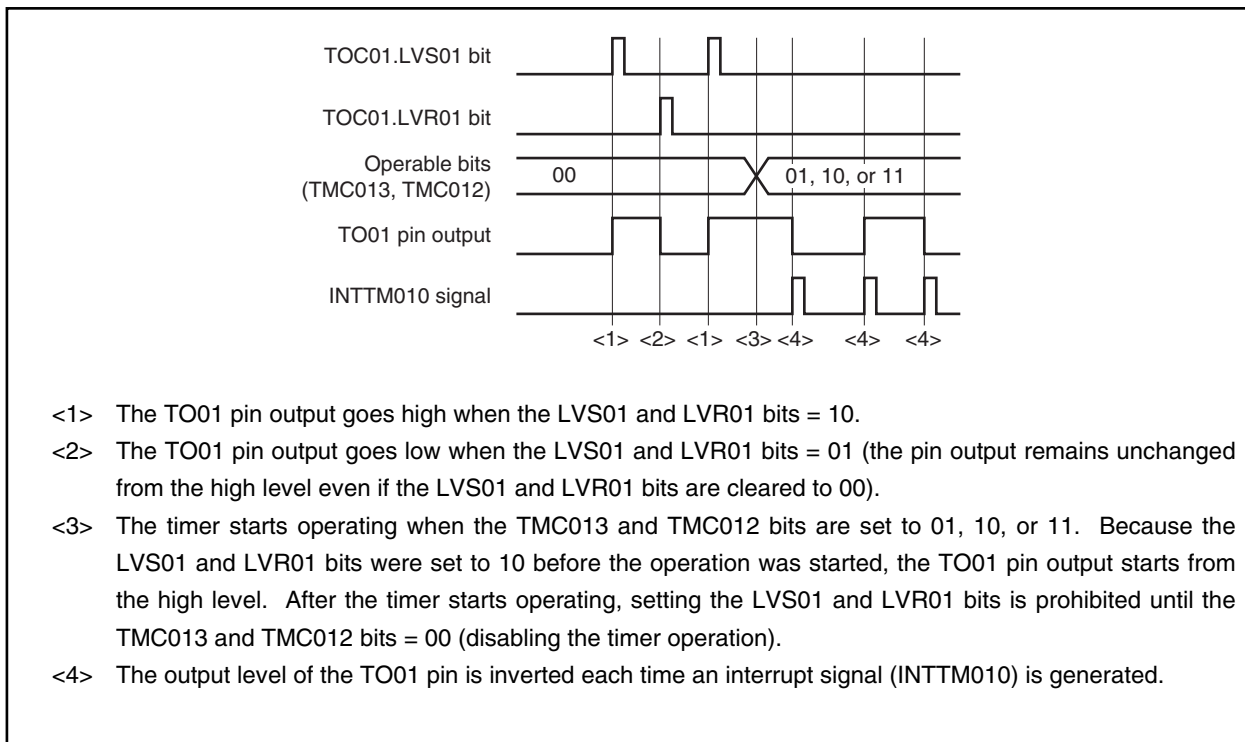 TOC01.LVS01 bit
TOC01.LVR01 bit
Operable bits
(TMC013, TMC012)
00
01, 10, or 11
TO01 pin output
INTTM010 signal
<1> <2> <1> <3> <4> <4> <4>
<1> The TO01 pin output goes high when the LVS01 and LVR01 bits = 10.
<2> The TO01 pin output goes low when the LVS01 and LVR01 bits = 01 (the pin output remains unchanged
from the high level even if the LVS01 and LVR01 bits are cleared to 00).
<3> The timer starts operating when the TMC013 and TMC012 bits are set to 01, 10, or 11. Because the
LVS01 and LVR01 bits were set to 10 before the operation was started, the TO01 pin output starts from
the high level. After the timer starts operating, setting the LVS01 and LVR01 bits is prohibited until the
TMC013 and TMC012 bits = 00 (disabling the timer operation).
<4> The output level of the TO01 pin is inverted each time an interrupt signal (INTTM010) is generated.